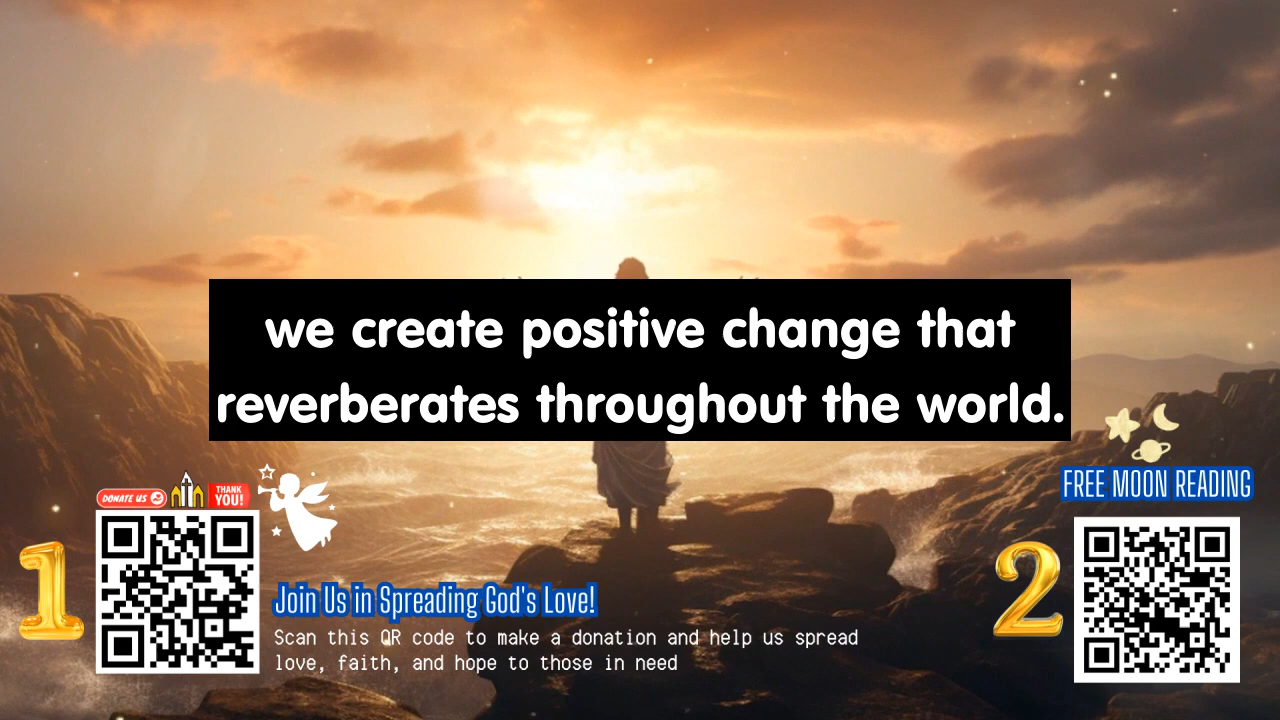 we create positive change that
reverberates throughout the world.
FREE MOON READING
DONATE US
THANK
YOU!
1
2
Join Us in Spreading God's Love!
Scan this QR code to make a donation and help us spread
love, faith, and hope to those in need